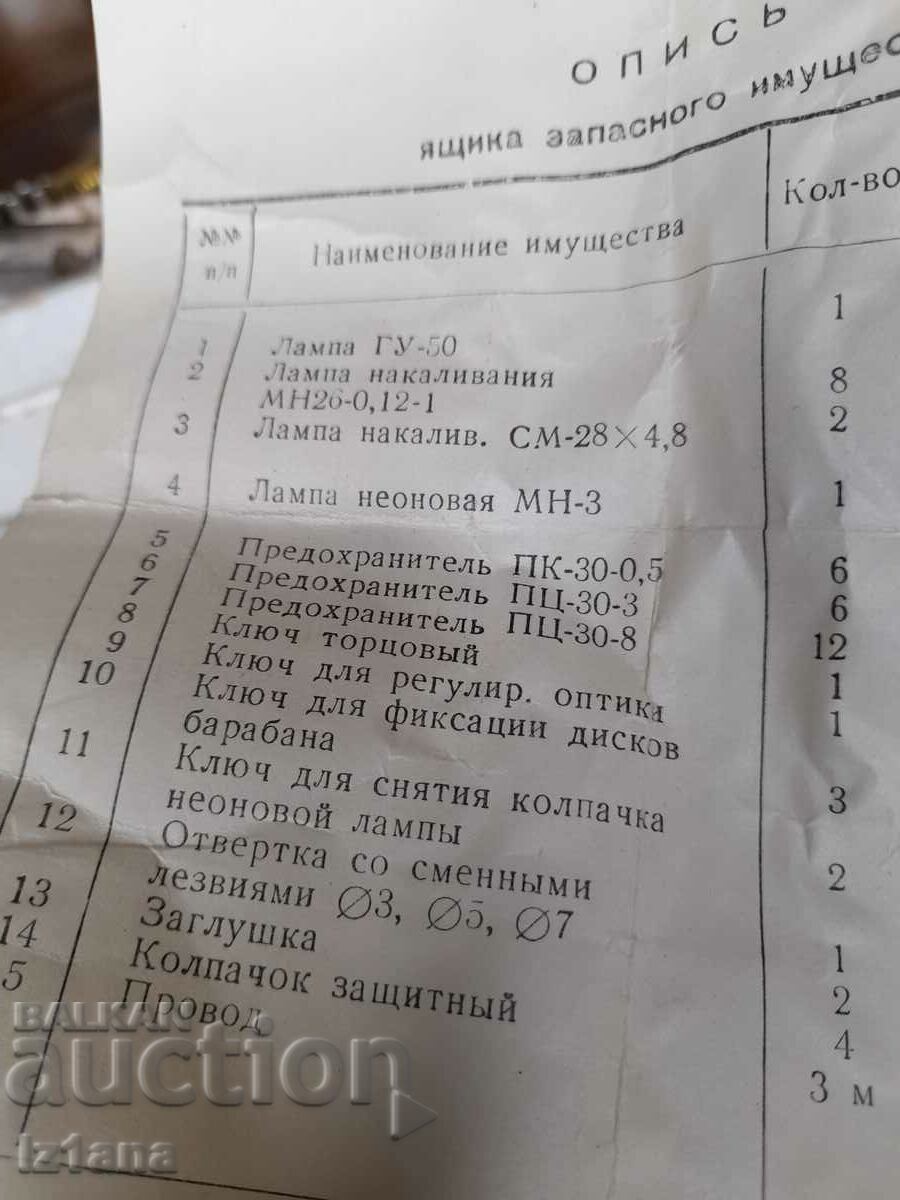 ОПИСЬ
ящика запасного
№№ п/п Наименование имущества Кол-во
1 Лампа ГУ-50 1
2 Лампа накаливания
МН26-0,12-1 8
3 Лампа накалив. СМ-28×4,8 2
4 Лампа неоновая МН-3 1
5 Предохранитель ПК-30-0,5 6
6 Предохранитель ПЦ-30-3 6
7 Предохранитель ПЦ-30-8 12
8 Ключ торцовый 1
9 Ключ для регулир. оптика 1
10 Ключ для фиксации дисков
барабана 3
11 Ключ для снятия колпачка
неоновой лампы 2
12 Отвертка со сменными
лезвиями ∅3, ∅5, ∅7 1
13 Заглушка 2
14 Колпачок защитный 4
5 Провод 3 м
BALKAN
auction
iz1ana